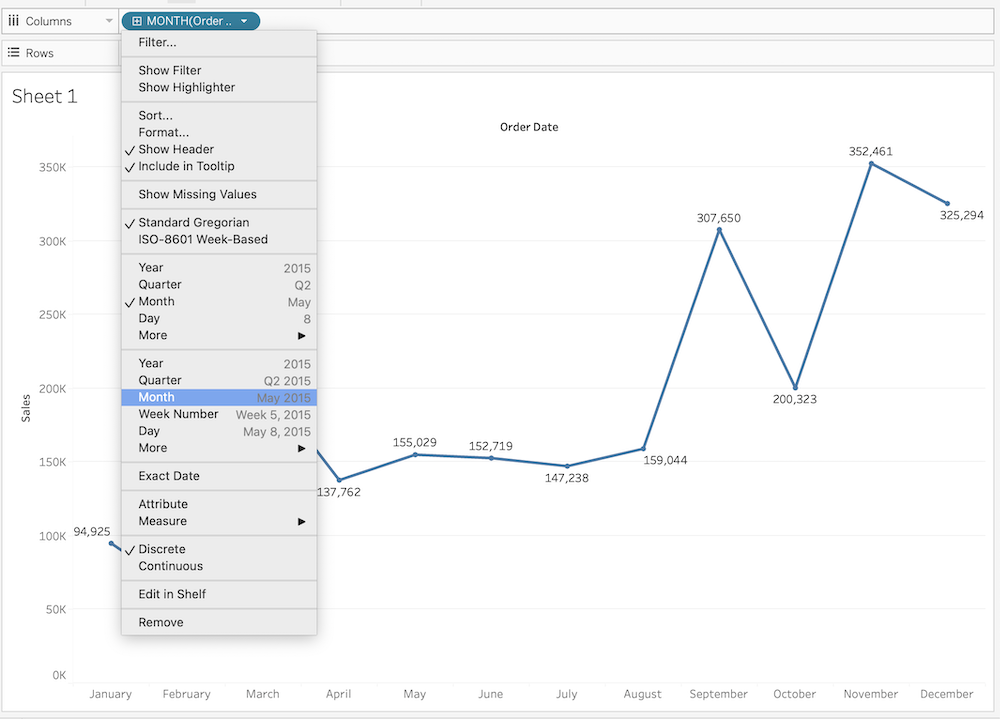 Columns
MONTH(Order ..
Rows
Sheet 1
Filter...
Show Filter
Show Highlighter
Sort...
Format...
Show Header
Include in Tooltip
Show Missing Values
Standard Gregorian
ISO-8601 Week-Based
Year 2015
Quarter Q2
Month May
Day 8
More
Year 2015
Quarter Q2 2015
Month May 2015
Week Number Week 5, 2015
Day May 8, 2015
More
Exact Date
Attribute
Measure
Discrete
Continuous
Edit in Shelf
Remove
Order Date
Sales
350K
300K
250K
200K
150K
100K
50K
0K
94,925
137,762
155,029
152,719
147,238
159,044
307,650
200,323
352,461
325,294
January February March April May June July August September October November December